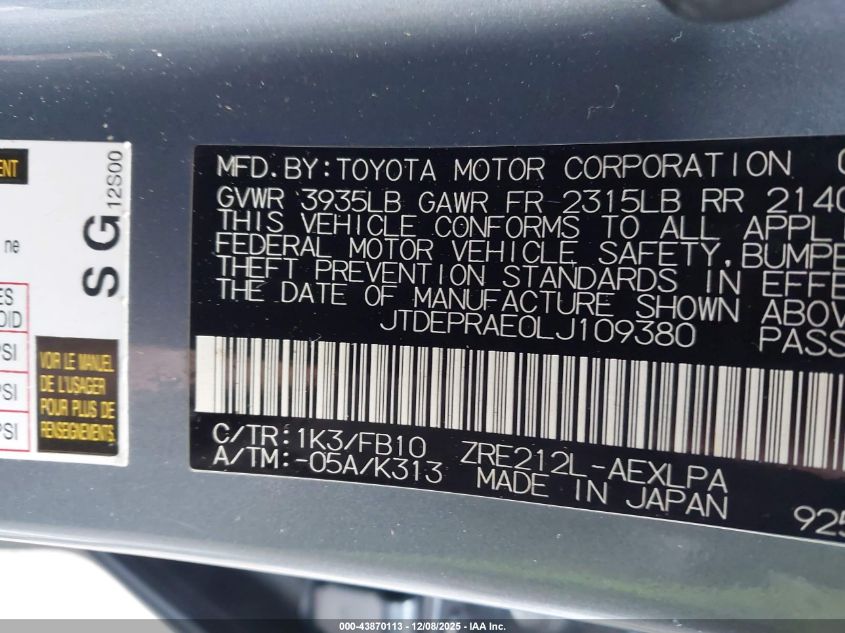 ENT
SG
12S00
ne
ES
OID
PSI
PSI
PSI
VOIR LE MANUEL
DE L'USAGER
POUR PLUS DE
RENSEIGNEMENTS.
MFD.BY:TOYOTA MOTOR CORPORATION
GVWR 3935LB GAWR FR 2315LB RR 2140
THIS VEHICLE CONFORMS TO ALL APPLI
FEDERAL MOTOR VEHICLE SAFETY,BUMPE
THEFT PREVENTION STANDARDS IN EFFE
THE DATE OF MANUFACTURE SHOWN ABOV
JTDEPRAE0LJ109380 PASS
C/TR:1K3/FB10 ZRE212L-AEXLPA
A/TM:-05A/K313 MADE IN JAPAN 925
000-43870113 - 12/08/2025 - IAA, Inc.